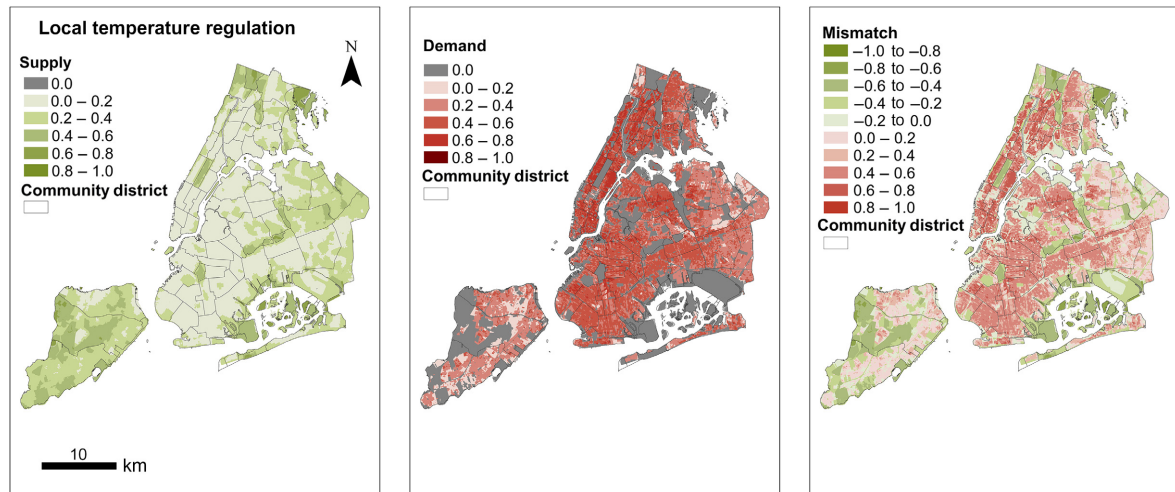 Local temperature regulation
N
Supply
0.0
0.0 – 0.2
0.2 – 0.4
0.4 – 0.6
0.6 – 0.8
0.8 – 1.0
Community district
10
km
Demand
0.0
0.0 – 0.2
0.2 – 0.4
0.4 – 0.6
0.6 – 0.8
0.8 – 1.0
Community district
Mismatch
–1.0 to –0.8
–0.8 to –0.6
–0.6 to –0.4
–0.4 to –0.2
–0.2 to 0.0
0.0 – 0.2
0.2 – 0.4
0.4 – 0.6
0.6 – 0.8
0.8 – 1.0
Community district